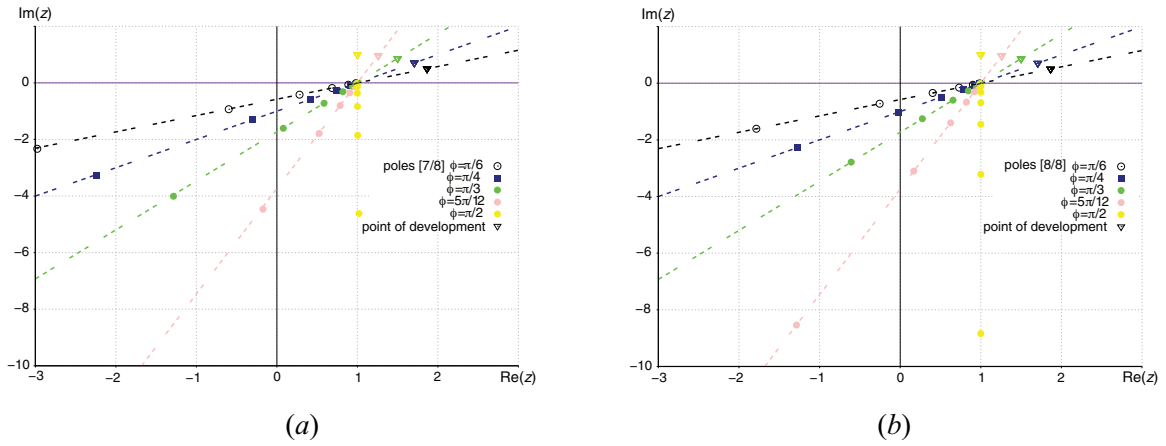 Im(z)
0
−2
−4
−6
−8
−10
−3
−2
−1
0
1
2
Re(z)
poles [7/8] ϕ=π/6
ϕ=π/4
ϕ=π/3
ϕ=5π/12
ϕ=π/2
point of development
(a)
Im(z)
0
−2
−4
−6
−8
−10
−3
−2
−1
0
1
2
Re(z)
poles [8/8] ϕ=π/6
ϕ=π/4
ϕ=π/3
ϕ=5π/12
ϕ=π/2
point of development
(b)